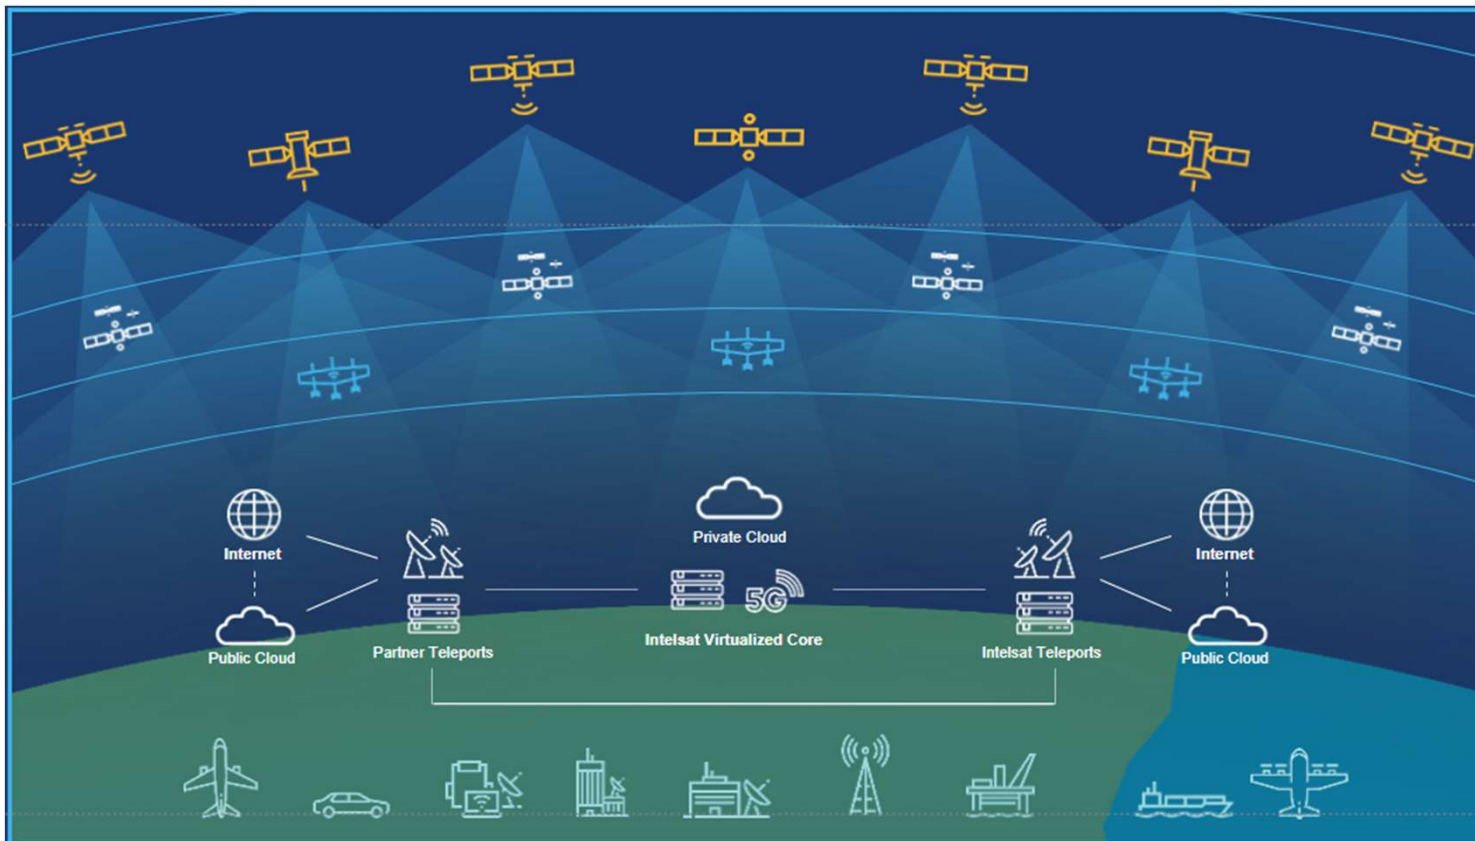 Private Cloud
Internet
Internet
5G
Intelsat Virtualized Core
Partner Teleports
Intelsat Teleports
Public Cloud
Public Cloud